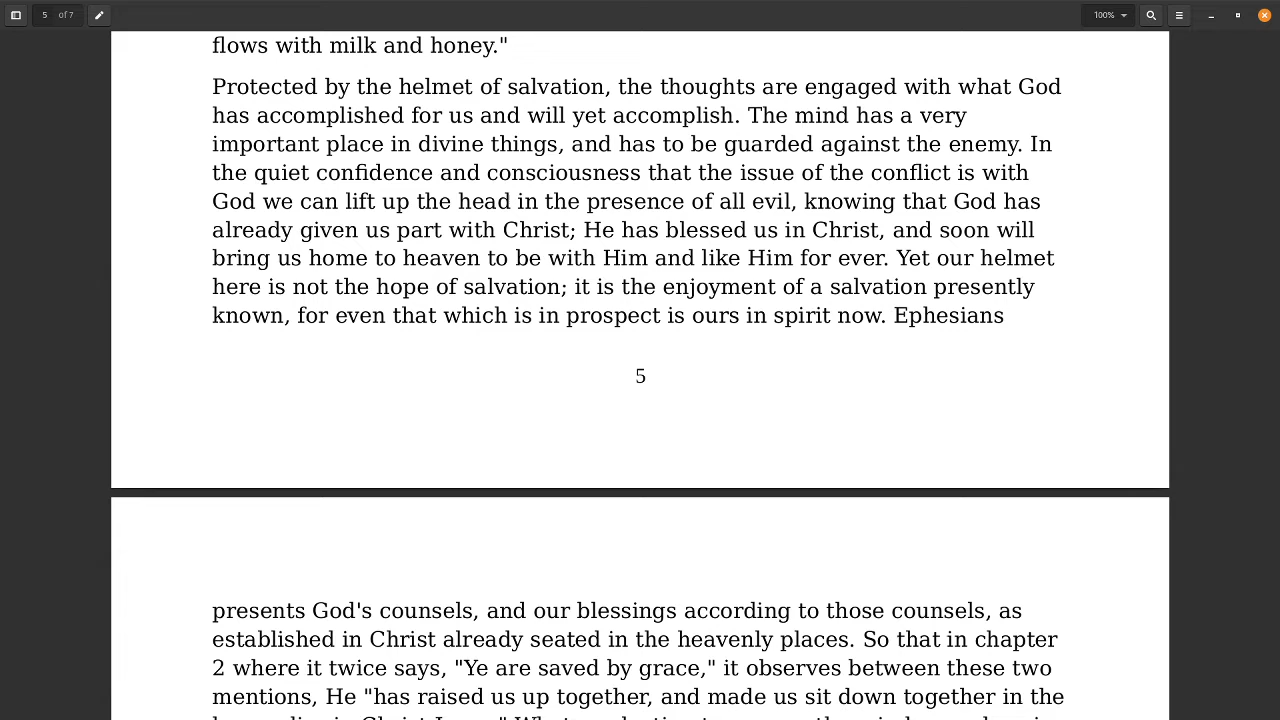 5 of 7
100%
flows with milk and honey."
Protected by the helmet of salvation, the thoughts are engaged with what God
has accomplished for us and will yet accomplish. The mind has a very
important place in divine things, and has to be guarded against the enemy. In
the quiet confidence and consciousness that the issue of the conflict is with
God we can lift up the head in the presence of all evil, knowing that God has
already given us part with Christ; He has blessed us in Christ, and soon will
bring us home to heaven to be with Him and like Him for ever. Yet our helmet
here is not the hope of salvation; it is the enjoyment of a salvation presently
known, for even that which is in prospect is ours in spirit now. Ephesians
5
presents God's counsels, and our blessings according to those counsels, as
established in Christ already seated in the heavenly places. So that in chapter
2 where it twice says, "Ye are saved by grace," it observes between these two
mentions, He "has raised us up together, and made us sit down together in the